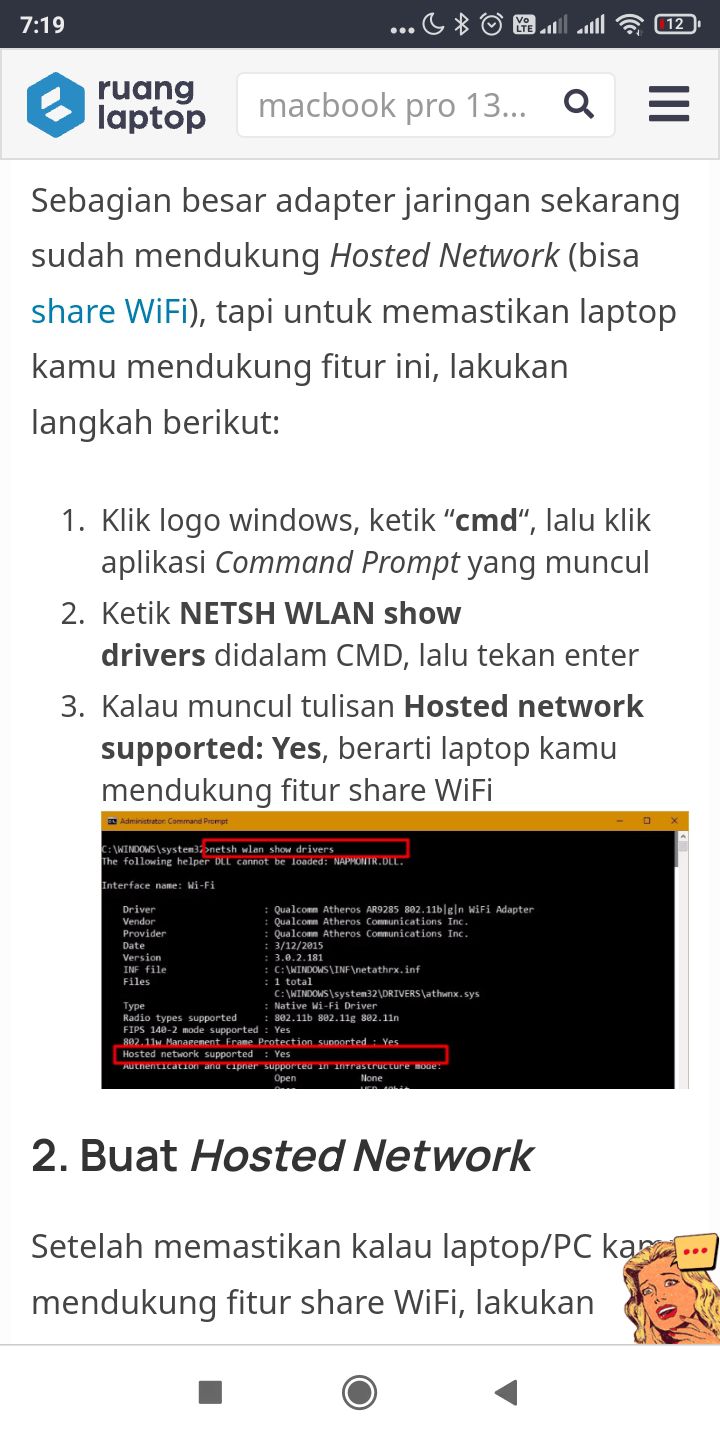 7:19
Vo LTE
12
ruang
laptop
macbook pro 13...
Sebagian besar adapter jaringan sekarang
sudah mendukung Hosted Network (bisa
share WiFi), tapi untuk memastikan laptop
kamu mendukung fitur ini, lakukan
langkah berikut:
1. Klik logo windows, ketik “cmd“, lalu klik
aplikasi Command Prompt yang muncul
2. Ketik NETSH WLAN show
drivers didalam CMD, lalu tekan enter
3. Kalau muncul tulisan Hosted network
supported: Yes, berarti laptop kamu
mendukung fitur share WiFi
Administrator: Command Prompt
C:\WINDOWS\system32>netsh wlan show drivers
The following helper DLL cannot be loaded: NAPMONTR.DLL.
Interface name: Wi-Fi
Driver : Qualcomm Atheros AR9285 802.11b|g|n WiFi Adapter
Vendor : Qualcomm Atheros Communications Inc.
Provider : Qualcomm Atheros Communications Inc.
Date : 3/12/2015
Version : 3.0.2.181
INF file : C:\WINDOWS\INF\netathrx.inf
Files : 1 total
C:\WINDOWS\system32\DRIVERS\athwnx.sys
Type : Native Wi-Fi Driver
Radio types supported : 802.11b 802.11g 802.11n
FIPS 140-2 mode supported : Yes
802.11w Management Frame Protection supported : Yes
Hosted network supported : Yes
Authentication and cipher supported in infrastructure mode:
Open None
2. Buat Hosted Network
Setelah memastikan kalau laptop/PC
mendukung fitur share WiFi, lakukan